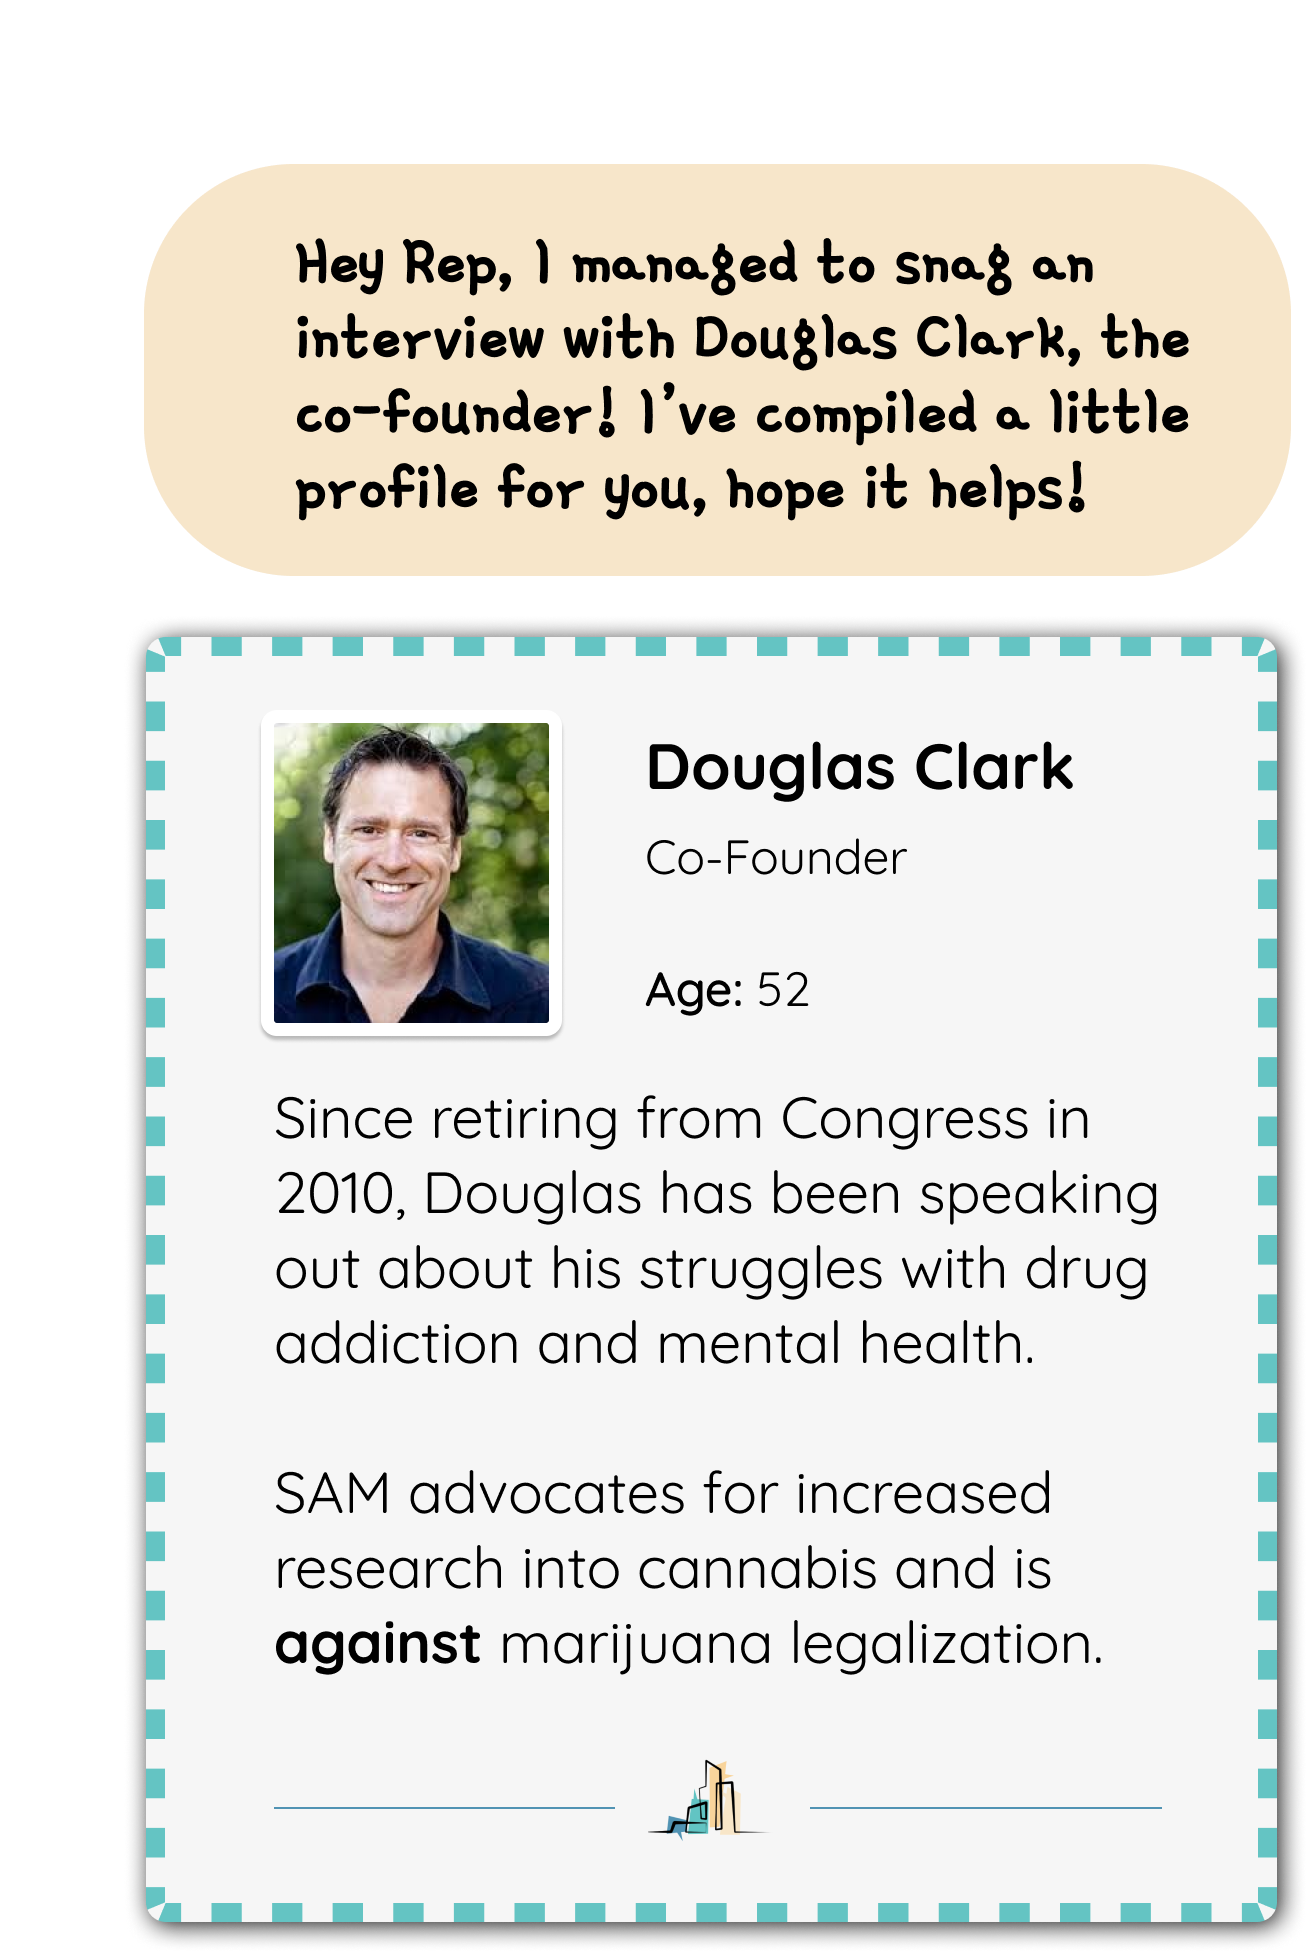 Hey Rep, I managed to snag an
interview with Douglas Clark, the
co-founder! I've compiled a little
profile for you, hope it helps!
Douglas Clark
Co-Founder
Age: 52
Since retiring from Congress in
2010, Douglas has been speaking
out about his struggles with drug
addiction and mental health.
SAM advocates for increased
research into cannabis and is
against marijuana legalization.